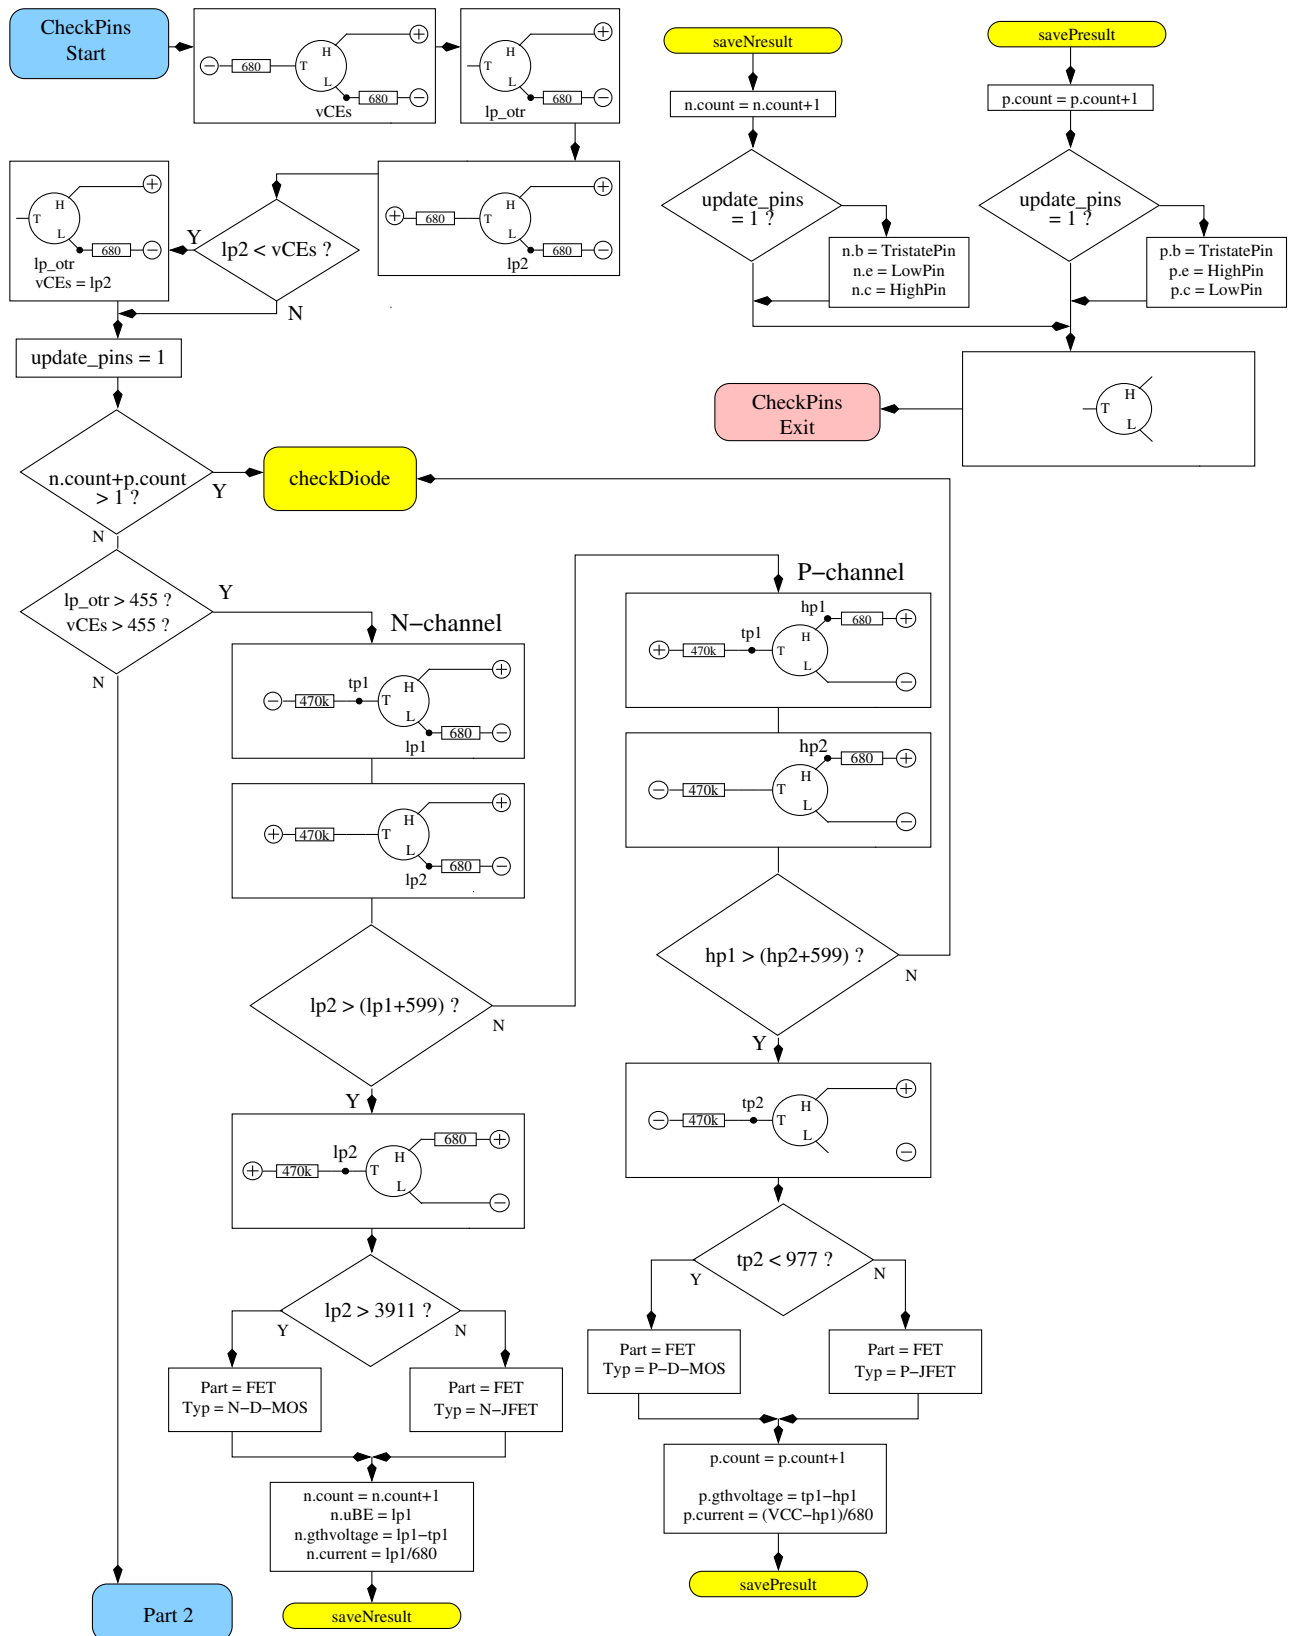 CheckPins
Start
−
680
T
H
L
+
680
−
vCEs
T
H
L
+
680
−
lp_otr
+
680
T
H
L
+
680
−
lp2
lp2 < vCEs ?
Y
N
T
H
L
+
680
−
lp_otr
vCEs = lp2
update_pins = 1
n.count+p.count
> 1 ?
Y
N
checkDiode
lp_otr > 455 ?
vCEs > 455 ?
Y
N
Part 2
N−channel
−
470k
tp1
T
H
L
+
680
−
lp1
+
470k
T
H
L
+
680
−
lp2
lp2 > (lp1+599) ?
N
Y
+
470k
lp2
T
H
L
680
+
−
lp2 > 3911 ?
Y
N
Part = FET
Typ = N−D−MOS
Part = FET
Typ = N−JFET
n.count = n.count+1
n.uBE = lp1
n.gthvoltage = lp1−tp1
n.current = lp1/680
saveNresult
P−channel
+
470k
tp1
T
H
L
hp1
680
+
−
−
470k
T
H
L
hp2
680
+
−
hp1 > (hp2+599) ?
N
Y
−
470k
tp2
T
H
L
+
−
tp2 < 977 ?
Y
N
Part = FET
Typ = P−D−MOS
Part = FET
Typ = P−JFET
p.count = p.count+1
p.gthvoltage = tp1−hp1
p.current = (VCC−hp1)/680
savePresult
saveNresult
n.count = n.count+1
update_pins
= 1 ?
n.b = TristatePin
n.e = LowPin
n.c = HighPin
savePresult
p.count = p.count+1
update_pins
= 1 ?
p.b = TristatePin
p.e = HighPin
p.c = LowPin
T
H
L
CheckPins
Exit